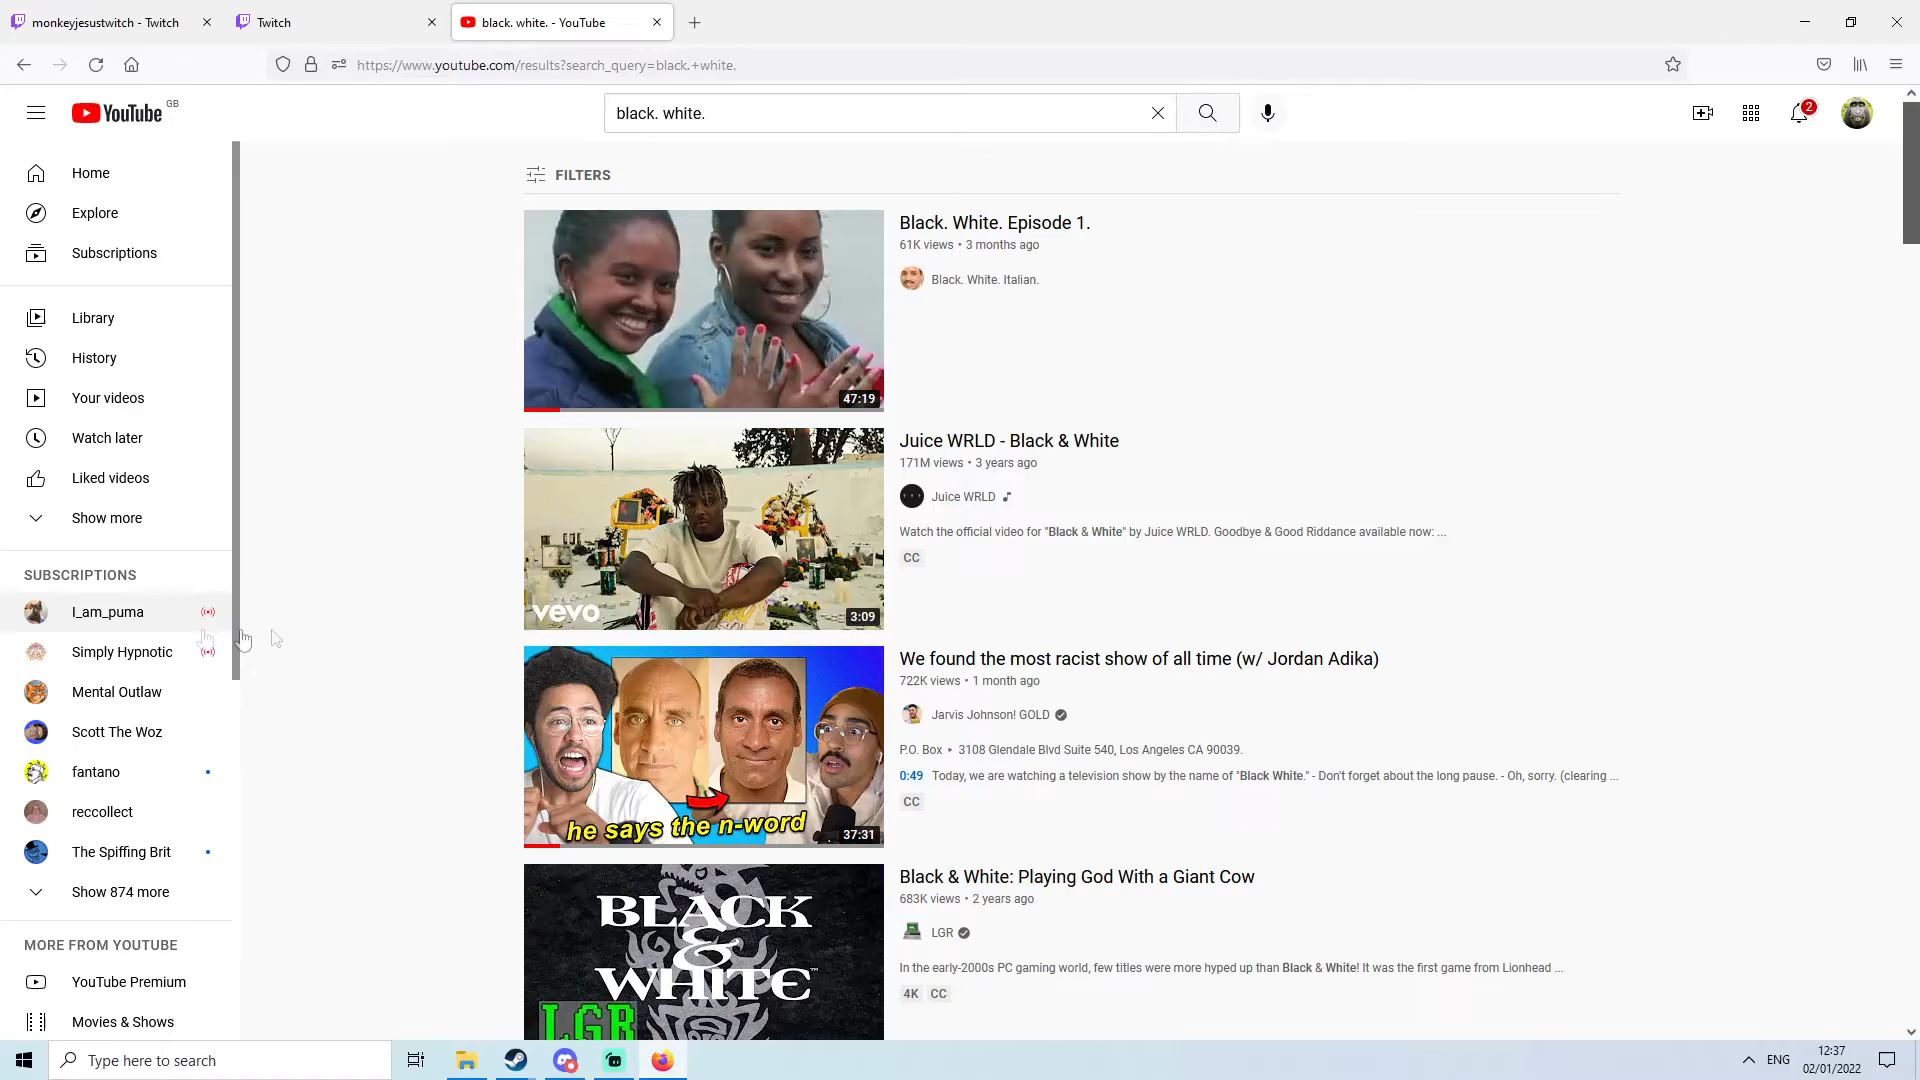 monkeyjesustwitch - Twitch
Twitch
black. white. - YouTube
https://www.youtube.com/results?search_query=black.+white.
YouTube GB
black. white.
2
Home
Explore
Subscriptions
Library
History
Your videos
Watch later
Liked videos
Show more
SUBSCRIPTIONS
I_am_puma
Simply Hypnotic
Mental Outlaw
Scott The Woz
fantano
reccollect
The Spiffing Brit
Show 874 more
MORE FROM YOUTUBE
YouTube Premium
Movies & Shows
FILTERS
47:19
Black. White. Episode 1.
61K views • 3 months ago
Black. White. Italian.
vevo
3:09
Juice WRLD - Black & White
171M views • 3 years ago
Juice WRLD
Watch the official video for "Black & White" by Juice WRLD. Goodbye & Good Riddance available now: ...
CC
he says the n-word
37:31
We found the most racist show of all time (w/ Jordan Adika)
722K views • 1 month ago
Jarvis Johnson! GOLD
P.O. Box ‣ 3108 Glendale Blvd Suite 540, Los Angeles CA 90039.
0:49 Today, we are watching a television show by the name of "Black White." - Don't forget about the long pause. - Oh, sorry. (clearing ...
CC
BLACK
&
WHITE™
LGR
Black & White: Playing God With a Giant Cow
683K views • 2 years ago
LGR
In the early-2000s PC gaming world, few titles were more hyped up than Black & White! It was the first game from Lionhead ...
4K CC
Type here to search
ENG
12:37
02/01/2022